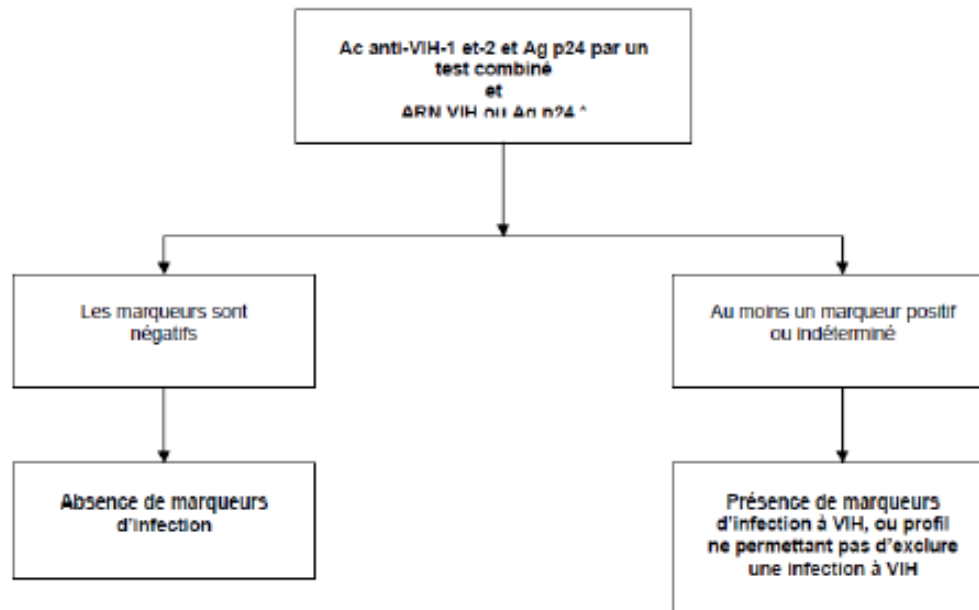 Ac anti-VIH-1 et-2 et Ag p24 par un
test combiné
et
ARN VIH ou Ag p24 *
Les marqueurs sont
négatifs
Au moins un marqueur positif
ou indéterminé
Absence de marqueurs
d'infection
Présence de marqueurs
d'infection à VIH, ou profil
ne permettant pas d'exclure
une infection à VIH